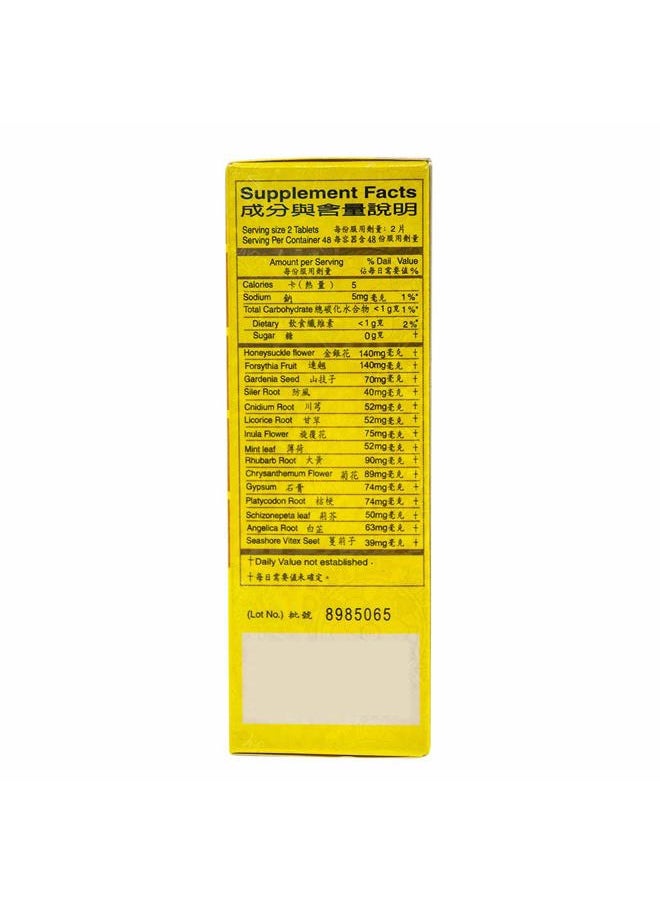 Supplement Facts
成分與含量說明
Serving size 2 Tablets 每份服用劑量：2 片
Serving Per Container 48 每容器含 48 份服用劑量
Amount per Serving % Dail Value
每份服用劑量 佔每日需要值%
Calories 卡(熱量) 5
Sodium 鈉 5mg毫克 1%*
Total Carbohydrate 總碳化水合物 <1g克 1%*
Dietary 飲食纖維素 <1g克 2%*
Sugar 糖 0g克 †
Honeysuckle flower 金銀花 140mg毫克 †
Forsythia Fruit 連翹 140mg毫克 †
Gardenia Seed 山技子 70mg毫克 †
Siler Root 防風 40mg毫克 †
Cnidium Root 川芎 52mg毫克 †
Licorice Root 甘草 52mg毫克 †
Inula Flower 旋覆花 75mg毫克 †
Mint leaf 薄荷 52mg毫克 †
Rhubarb Root 大黃 90mg毫克 †
Chrysanthemum Flower 菊花 89mg毫克 †
Gypsum 石膏 74mg毫克 †
Platycodon Root 桔梗 74mg毫克 †
Schizonepeta leaf 荊芥 50mg毫克 †
Angelica Root 白芷 63mg毫克 †
Seashore Vitex Seet 蔓荊子 39mg毫克 †
†Daily Value not established .
†每日需要值未確定。
(Lot No.) 批號 8985065